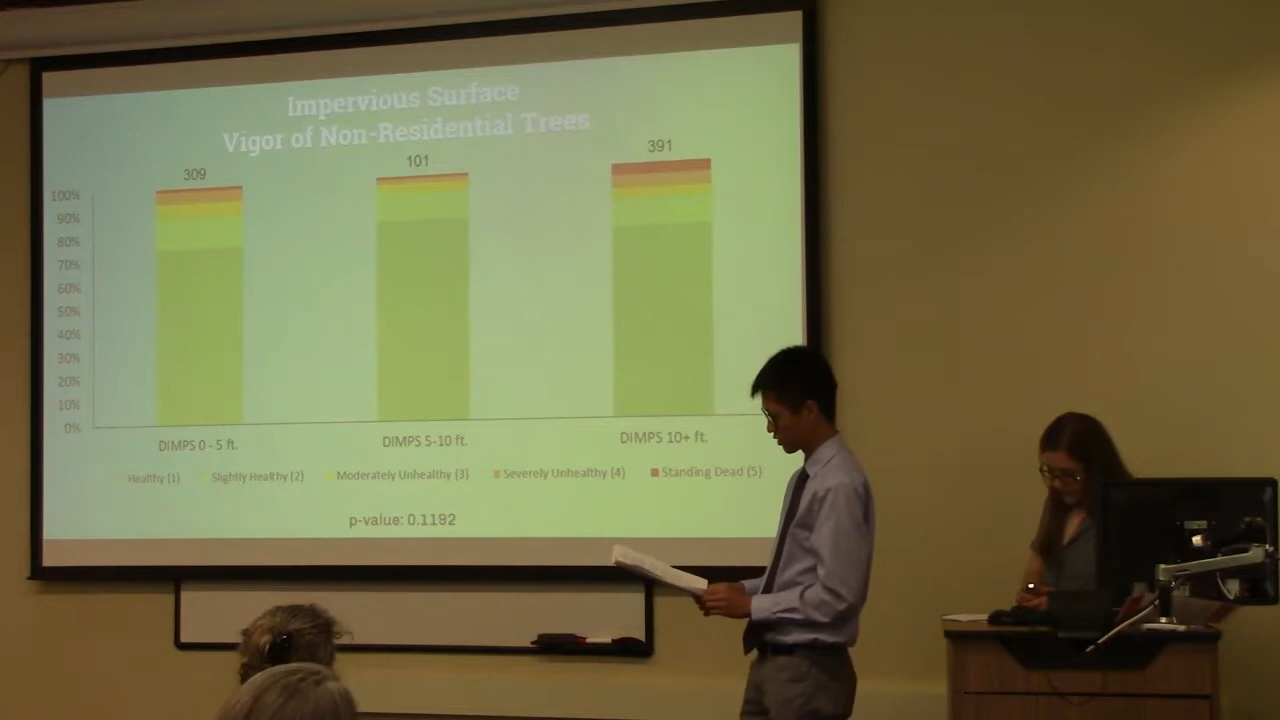 Impervious Surface
Vigor of Non-Residential Trees
309
101
391
100%
90%
80%
70%
60%
50%
40%
30%
20%
10%
0%
DIMPS 0 - 5 ft.
DIMPS 5-10 ft.
DIMPS 10+ ft.
Healthy (1)
Slightly Healthy (2)
Moderately Unhealthy (3)
Severely Unhealthy (4)
Standing Dead (5)
p-value: 0.1192